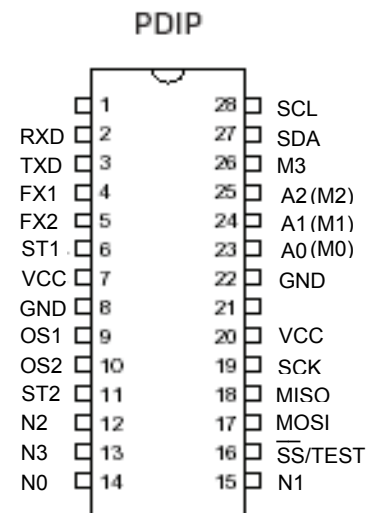 PDIP
1 28 SCL
RXD 2 27 SDA
TXD 3 26 M3
FX1 4 25 A2(M2)
FX2 5 24 A1(M1)
ST1 6 23 A0(M0)
VCC 7 22 GND
GND 8 21
OS1 9 20 VCC
OS2 10 19 SCK
ST2 11 18 MISO
N2 12 17 MOSI
N3 13 16 S̅S̅/TEST
N0 14 15 N1